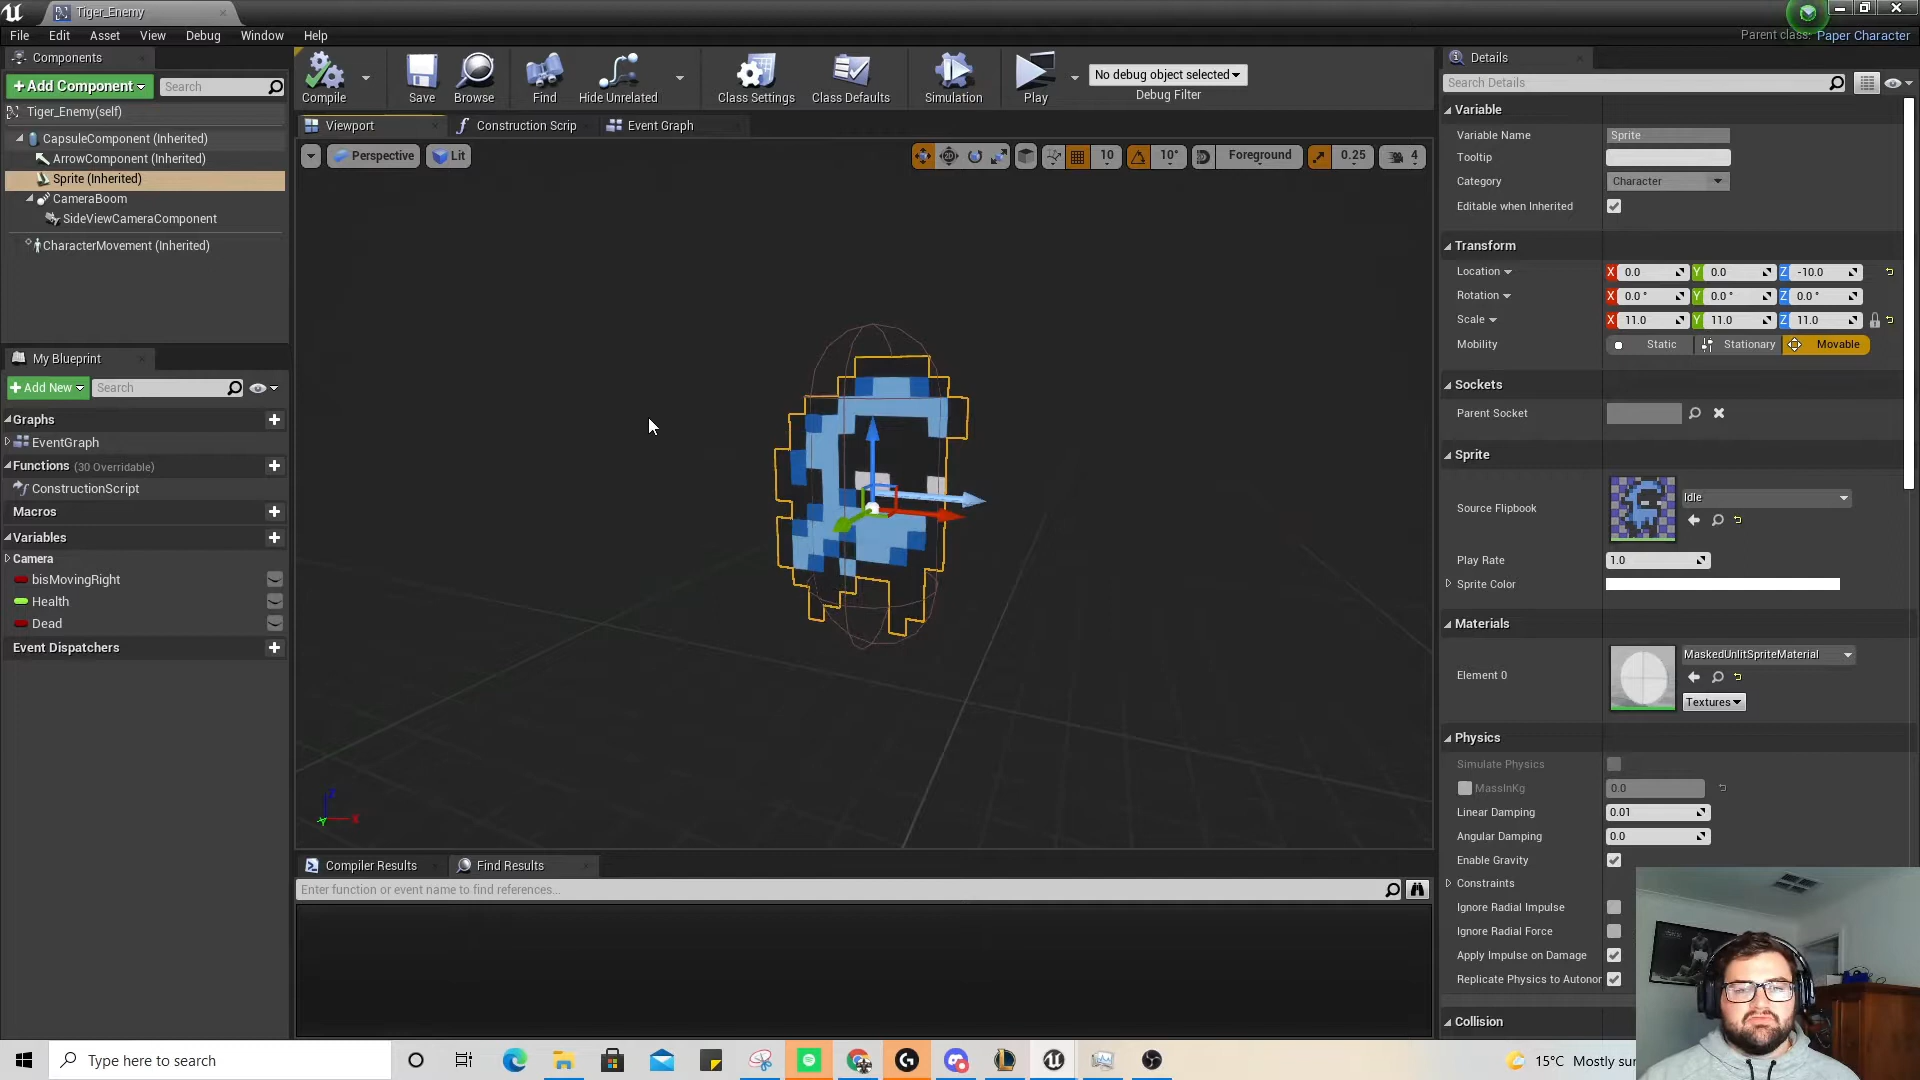 Tiger_Enemy
File Edit Asset View Debug Window Help
Parent class: Paper Character
Components
+Add Component
Search
Tiger_Enemy(self)
CapsuleComponent (Inherited)
ArrowComponent (Inherited)
Sprite (Inherited)
CameraBoom
SideViewCameraComponent
CharacterMovement (Inherited)
My Blueprint
+Add New
Search
Graphs
EventGraph
Functions (30 Overridable)
ConstructionScript
Macros
Variables
Camera
bisMovingRight
Health
Dead
Event Dispatchers
Compile
Save
Browse
Find
Hide Unrelated
Class Settings
Class Defaults
Simulation
Play
No debug object selected
Debug Filter
Viewport
Construction Scrip
Event Graph
Perspective
Lit
10
10°
Foreground
0.25
4
Z
X
Y
Compiler Results
Find Results
Enter function or event name to find references...
Details
Search Details
Variable
Variable Name
Sprite
Tooltip
Category
Character
Editable when Inherited
Transform
Location X 0.0 Y 0.0 Z -10.0
Rotation X 0.0 ° Y 0.0 ° Z 0.0 °
Scale X 11.0 Y 11.0 Z 11.0
Mobility Static Stationary Movable
Sockets
Parent Socket
Sprite
Source Flipbook
Idle
Play Rate 1.0
Sprite Color
Materials
Element 0
MaskedUnlitSpriteMaterial
Textures
Physics
Simulate Physics
MassInKg 0.0
Linear Damping 0.01
Angular Damping 0.0
Enable Gravity
Constraints
Ignore Radial Impulse
Ignore Radial Force
Apply Impulse on Damage
Replicate Physics to Autonor
Collision
Type here to search
15°C Mostly sur